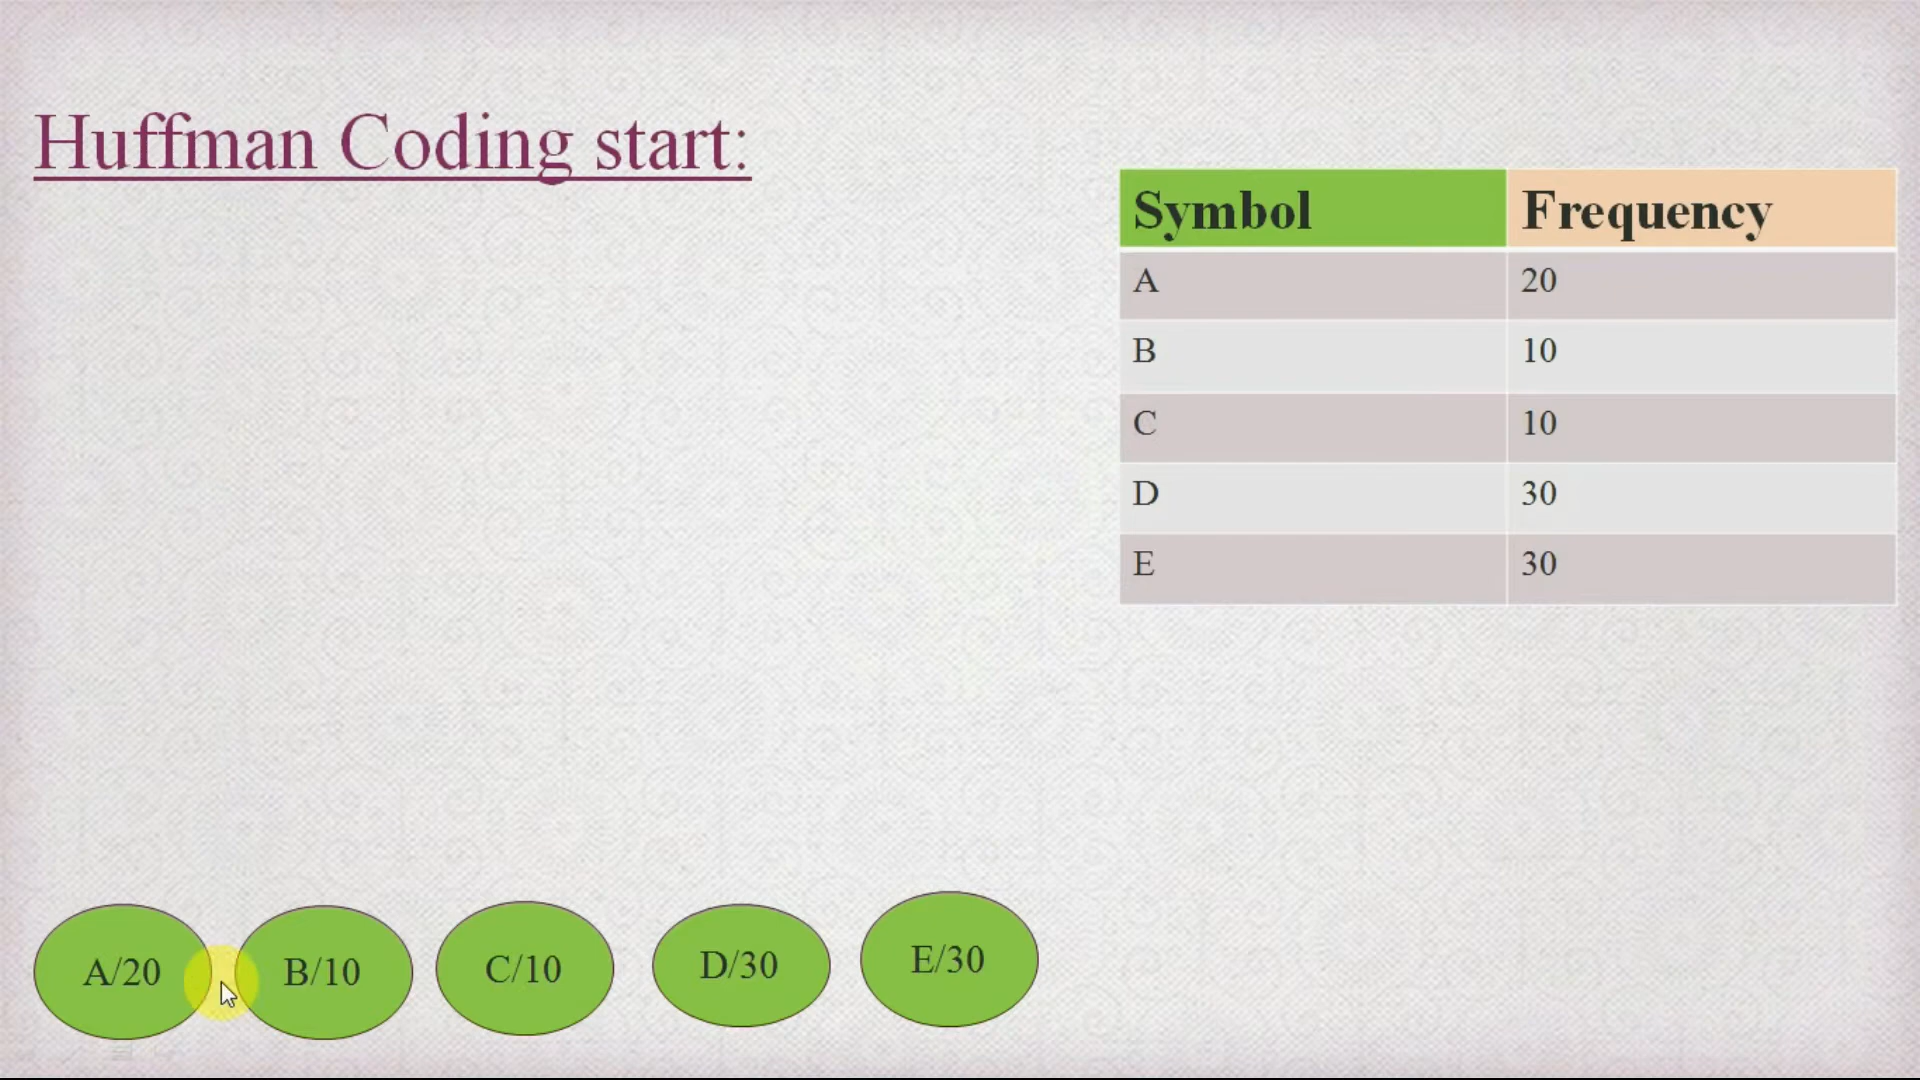 Huffman Coding start:
Symbol Frequency
A 20
B 10
C 10
D 30
E 30
A/20 B/10 C/10 D/30 E/30